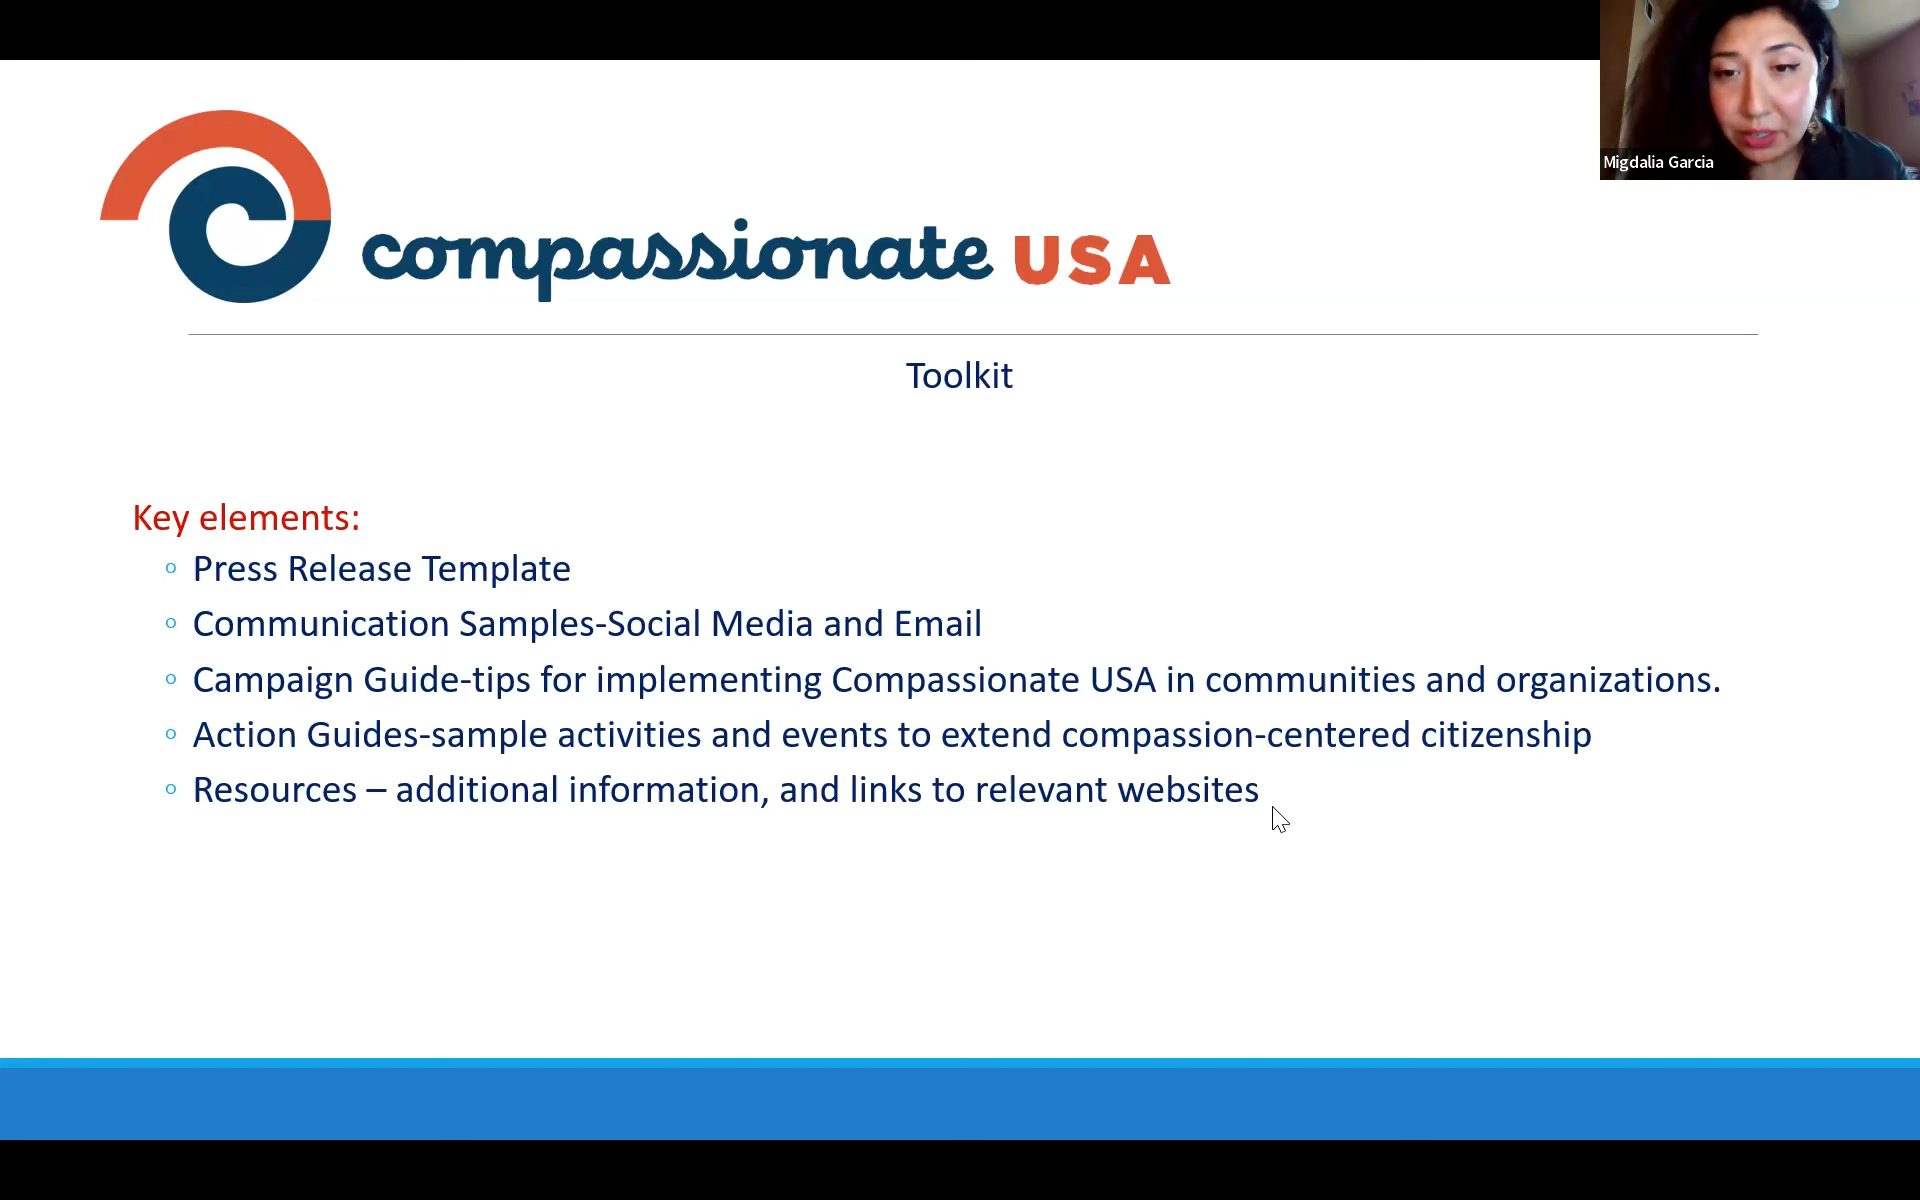 Migdalia Garcia
compassionate USA
Toolkit
Key elements:
Press Release Template
Communication Samples-Social Media and Email
Campaign Guide-tips for implementing Compassionate USA in communities and organizations.
Action Guides-sample activities and events to extend compassion-centered citizenship
Resources – additional information, and links to relevant websites